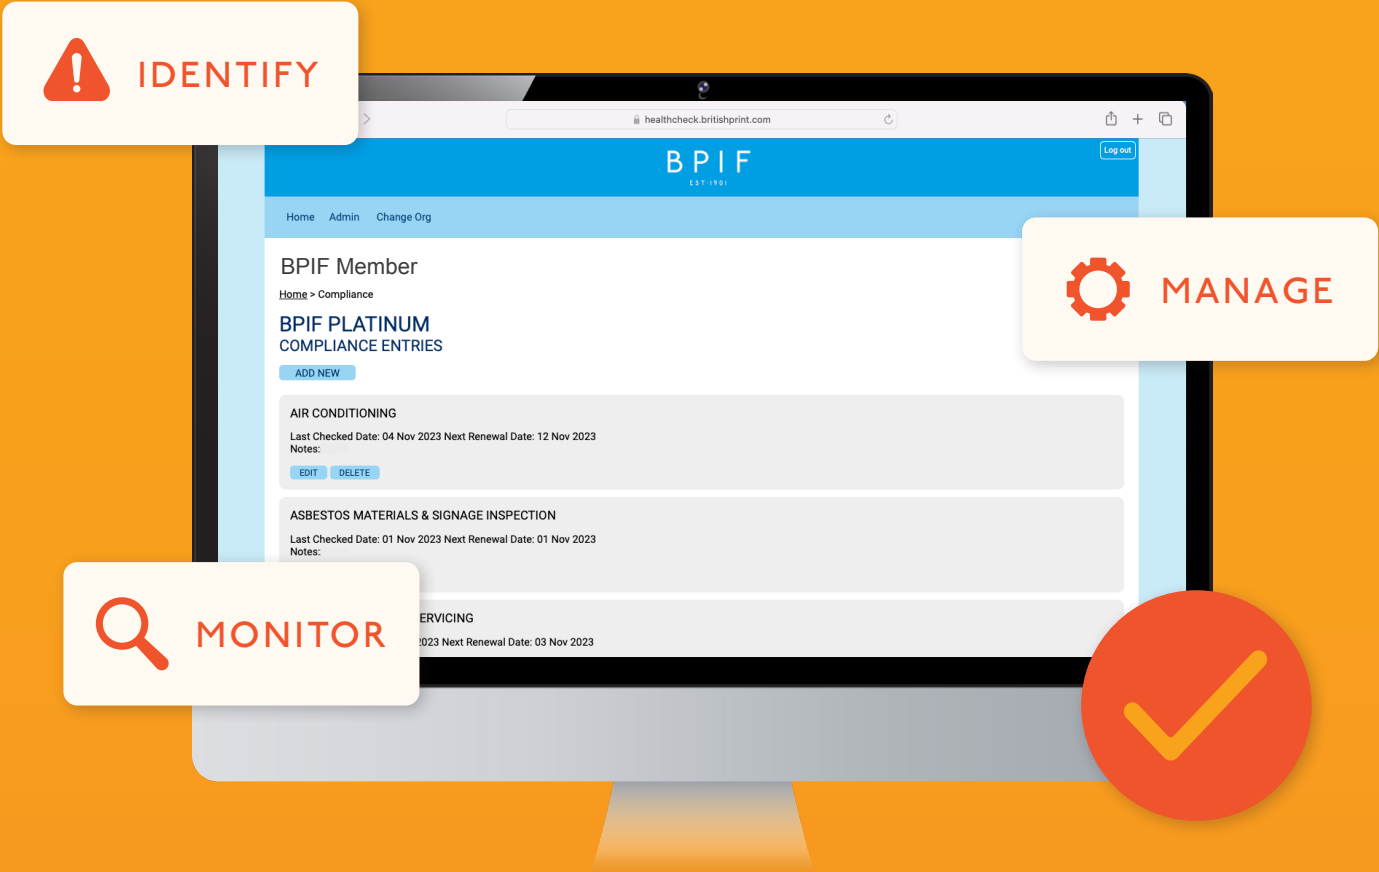 IDENTIFY
healthcheck.britishprint.com
BPIF
EST·1901
Log out
Home Admin Change Org
MANAGE
BPIF Member
Home > Compliance
BPIF PLATINUM
COMPLIANCE ENTRIES
ADD NEW
AIR CONDITIONING
Last Checked Date: 04 Nov 2023 Next Renewal Date: 12 Nov 2023
Notes:
EDIT DELETE
ASBESTOS MATERIALS & SIGNAGE INSPECTION
Last Checked Date: 01 Nov 2023 Next Renewal Date: 01 Nov 2023
Notes:
MONITOR
ERVICING
2023 Next Renewal Date: 03 Nov 2023